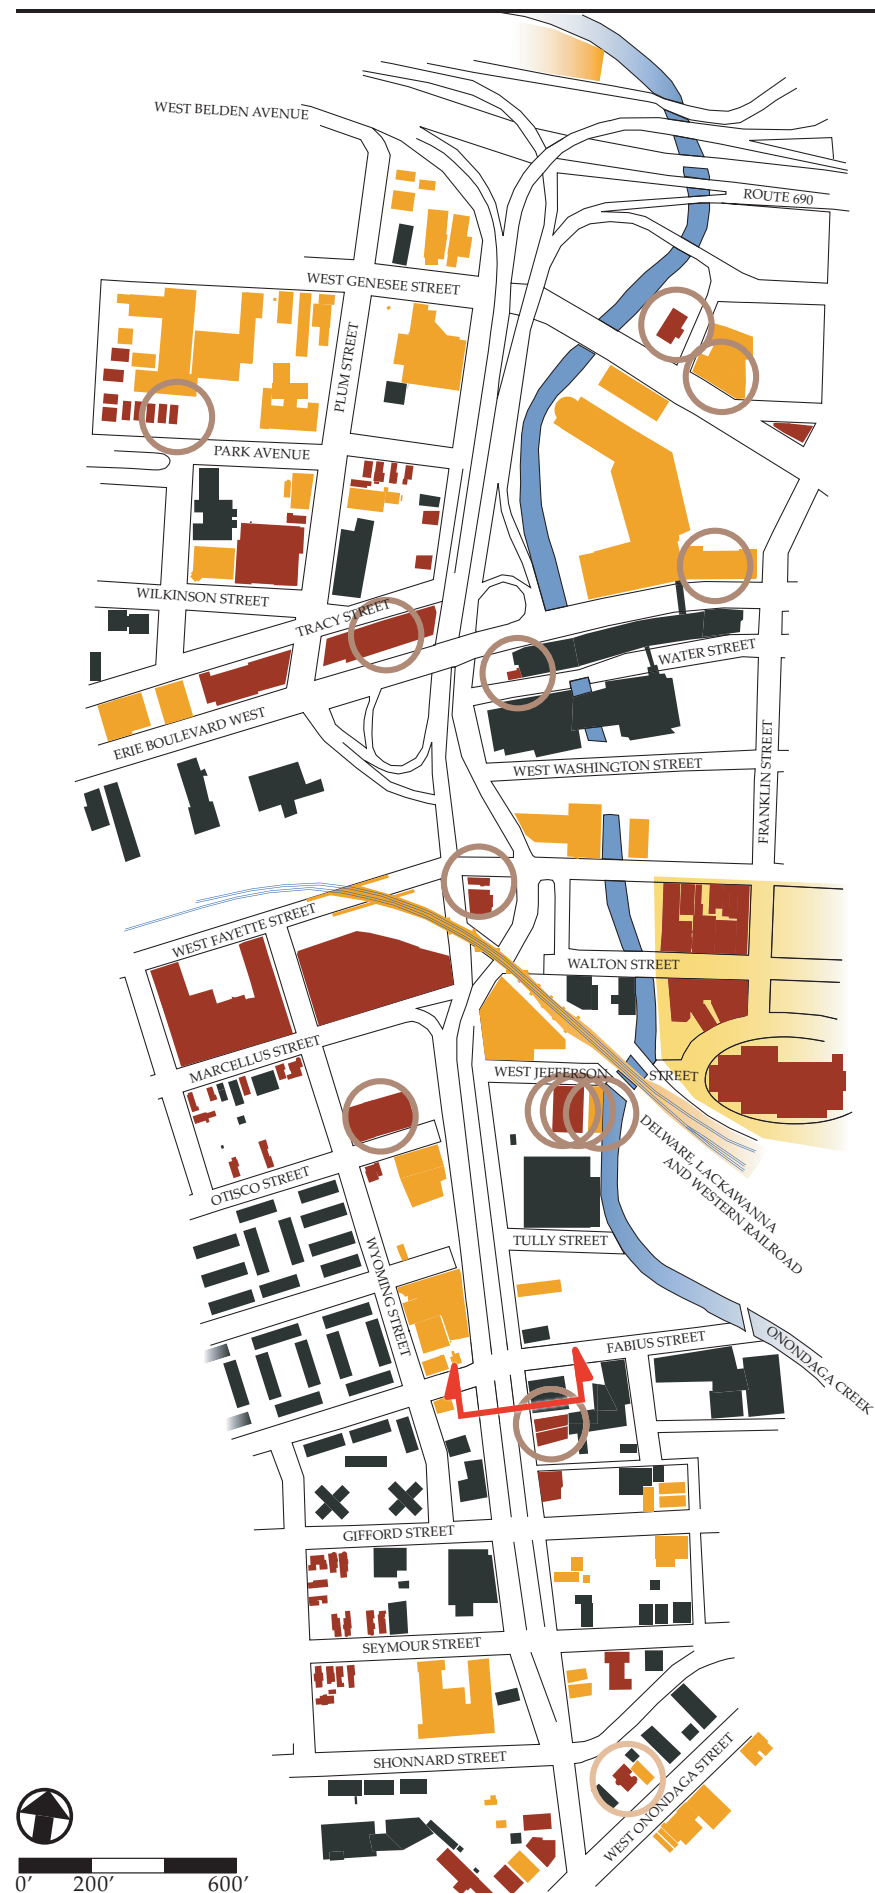 WEST BELDEN AVENUE
ROUTE 690
WEST GENESEE STREET
PLUM STREET
PARK AVENUE
WILKINSON STREET
TRACY STREET
WATER STREET
ERIE BOULEVARD WEST
FRANKLIN STREET
WEST WASHINGTON STREET
WEST FAYETTE STREET
WALTON STREET
MARCELLUS STREET
WEST JEFFERSON STREET
DELWARE, LACKAWANNA
AND WESTERN RAILROAD
OTISCO STREET
TULLY STREET
WYOMING STREET
FABIUS STREET
ONONDAGA CREEK
GIFFORD STREET
SEYMOUR STREET
SHONNARD STREET
WEST ONONDAGA STREET
0′ 200′ 600′